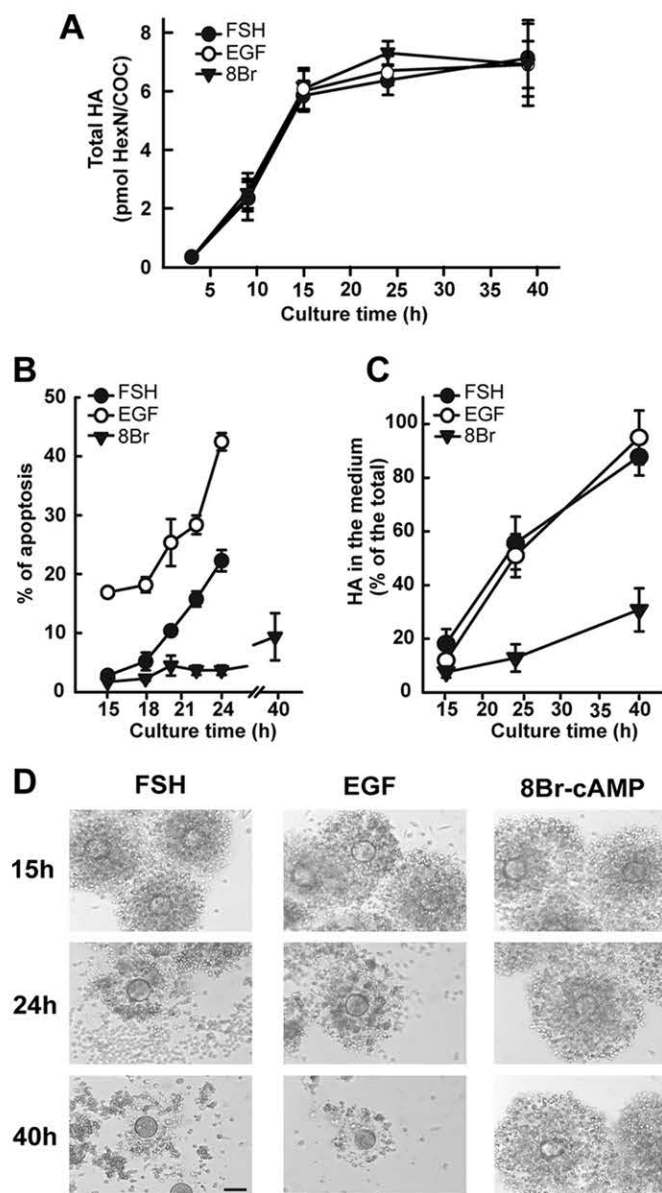 A
FSH
EGF
8Br
Total HA
(pmol HexN/COC)
8
6
4
2
0
5 10 15 20 25 30 35 40
Culture time (h)
B
FSH
EGF
8Br
% of apoptosis
50
40
30
20
10
0
15 18 21 24 40
Culture time (h)
C
FSH
EGF
8Br
HA in the medium
(% of the total)
100
80
60
40
20
0
15 20 25 30 35 40
Culture time (h)
D
FSH EGF 8Br-cAMP
15h
24h
40h